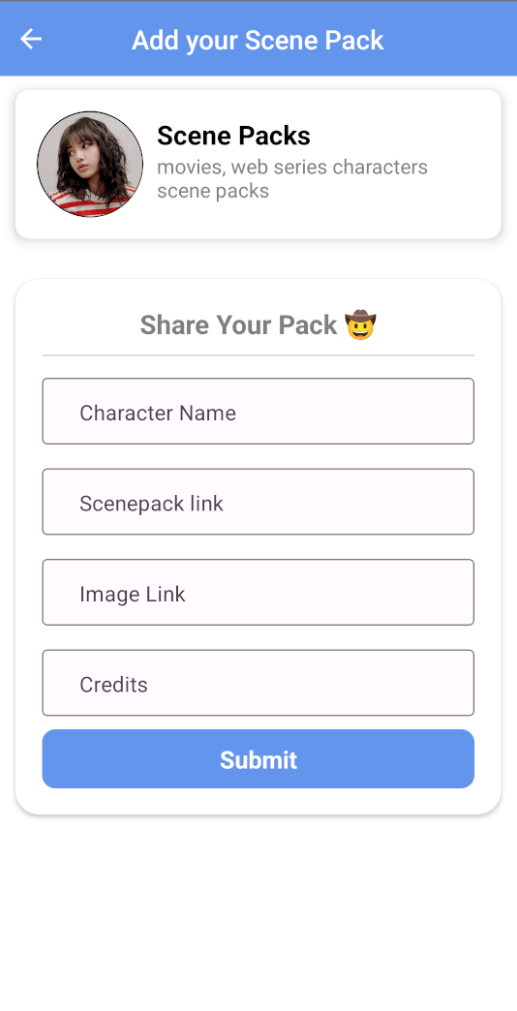 Add your Scene Pack
Scene Packs
movies, web series characters
scene packs
Share Your Pack 🤠
Character Name
Scenepack link
Image Link
Credits
Submit